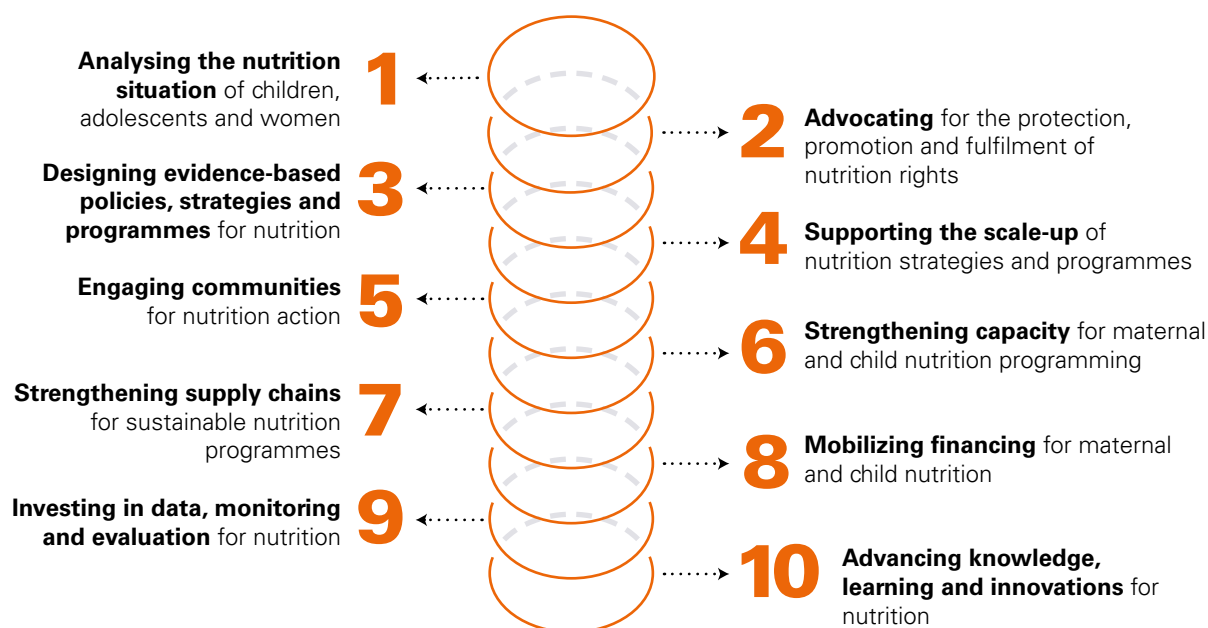 1
Analysing the nutrition
situation of children,
adolescents and women
2
Advocating for the protection,
promotion and fulfilment of
nutrition rights
3
Designing evidence-based
policies, strategies and
programmes for nutrition
4
Supporting the scale-up of
nutrition strategies and programmes
5
Engaging communities
for nutrition action
6
Strengthening capacity for maternal
and child nutrition programming
7
Strengthening supply chains
for sustainable nutrition
programmes
8
Mobilizing financing for maternal
and child nutrition
9
Investing in data, monitoring
and evaluation for nutrition
10
Advancing knowledge,
learning and innovations for
nutrition